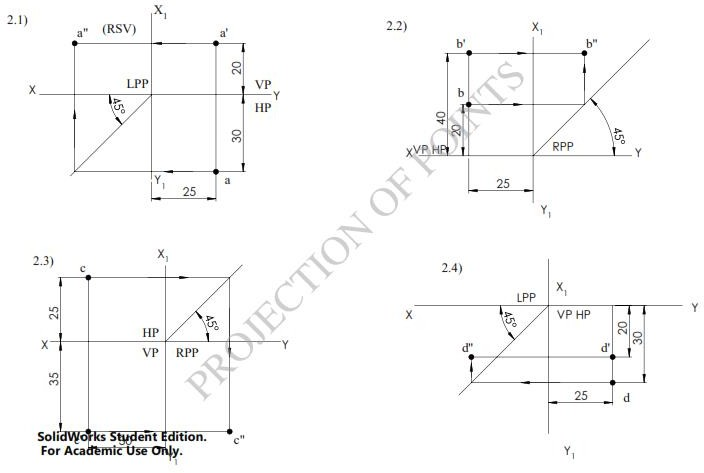 2.1)
X1
a" (RSV) a'
20
LPP VP
X Y
45° HP
30
Y1 a
25
2.2)
X1
b' b"
b
40
20
45°
X VP HP RPP Y
25
Y1
2.3)
X1
c
25
45°
HP
X Y
VP RPP
35
c"
30
Y1
2.4)
X1
LPP
X VP HP Y
45°
20
30
d" d'
25 d
Y1
PROJECTION OF POINTS
SolidWorks Student Edition.
For Academic Use Only.